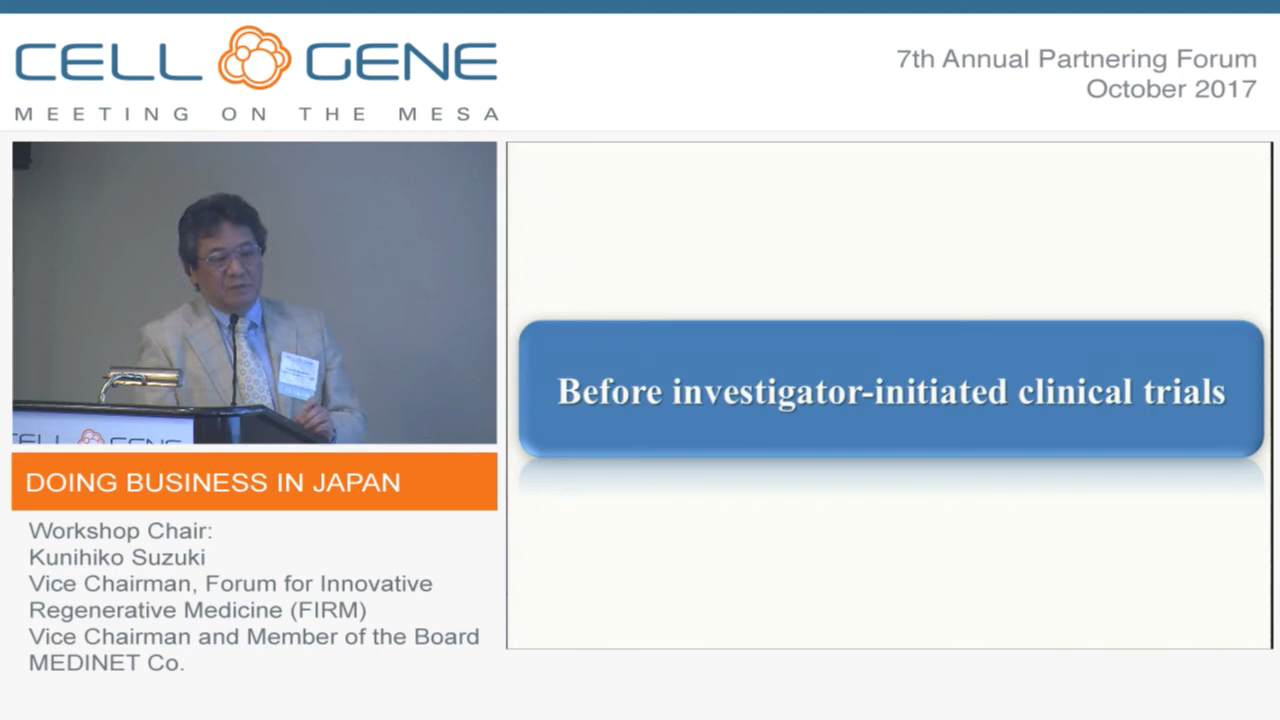 CELL GENE
MEETING ON THE MESA
7th Annual Partnering Forum
October 2017
Before investigator-initiated clinical trials
CELL GENE
DOING BUSINESS IN JAPAN
Workshop Chair:
Kunihiko Suzuki
Vice Chairman, Forum for Innovative
Regenerative Medicine (FIRM)
Vice Chairman and Member of the Board
MEDINET Co.